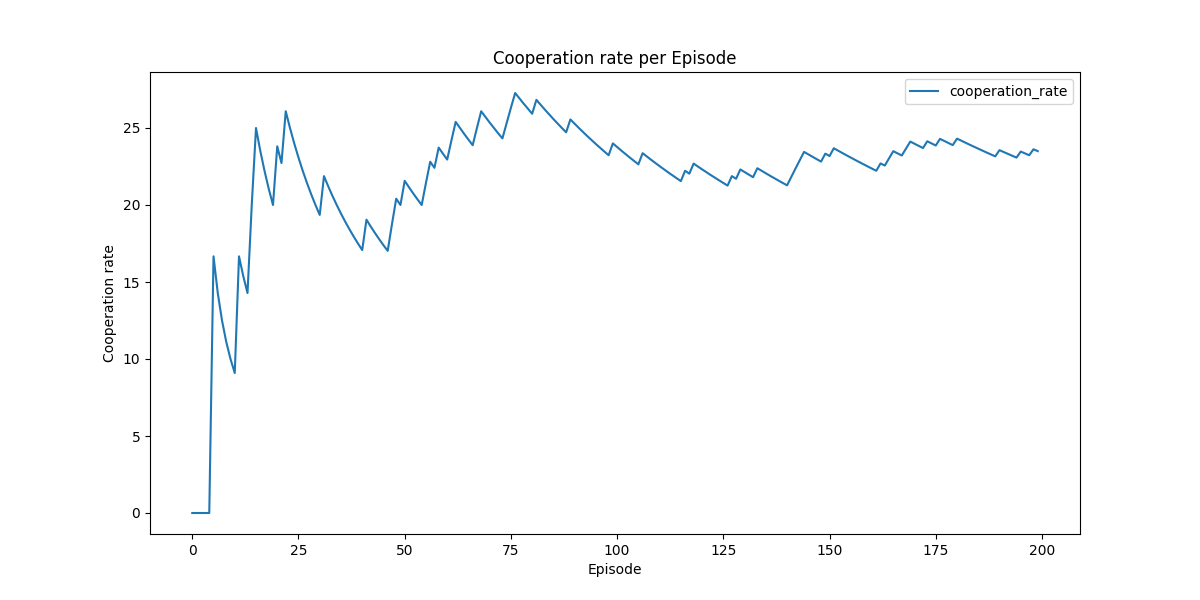 Cooperation rate per Episode
cooperation_rate
Cooperation rate
25
20
15
10
5
0
0 25 50 75 100 125 150 175 200
Episode